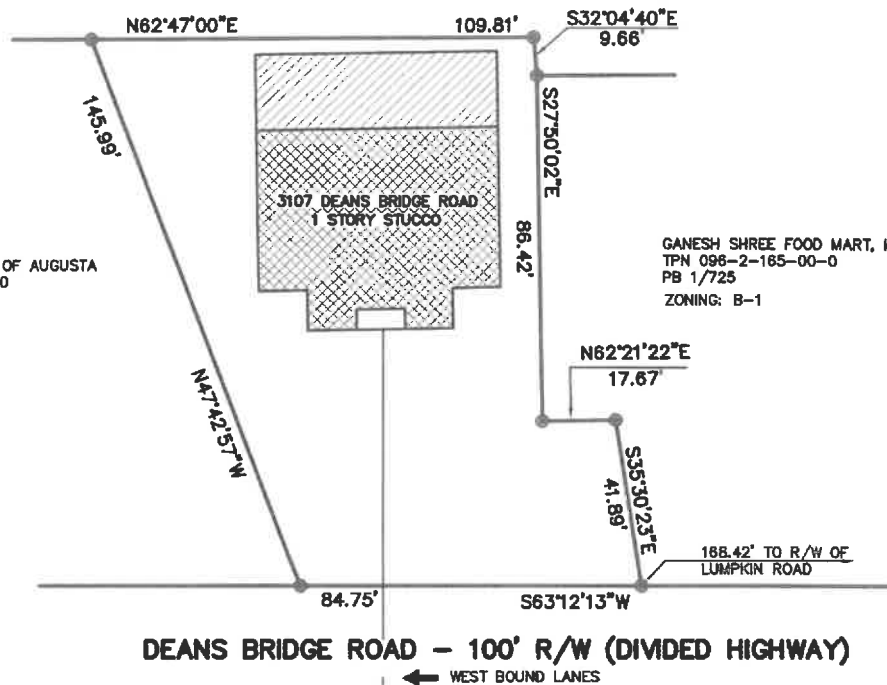 N62°47'00"E 109.81'
S32°04'40"E
9.66'
145.99'
S27°50'02"E
3107 DEANS BRIDGE ROAD
1 STORY STUCCO
86.42'
OF AUGUSTA
0
GANESH SHREE FOOD MART,
TPN 096-2-165-00-0
PB 1/725
ZONING: B-1
N62°21'22"E
17.67'
N47°42'57"W
S35°30'23"E
41.89'
168.42' TO R/W OF
LUMPKIN ROAD
84.75' S63°12'13"W
DEANS BRIDGE ROAD - 100' R/W (DIVIDED HIGHWAY)
WEST BOUND LANES